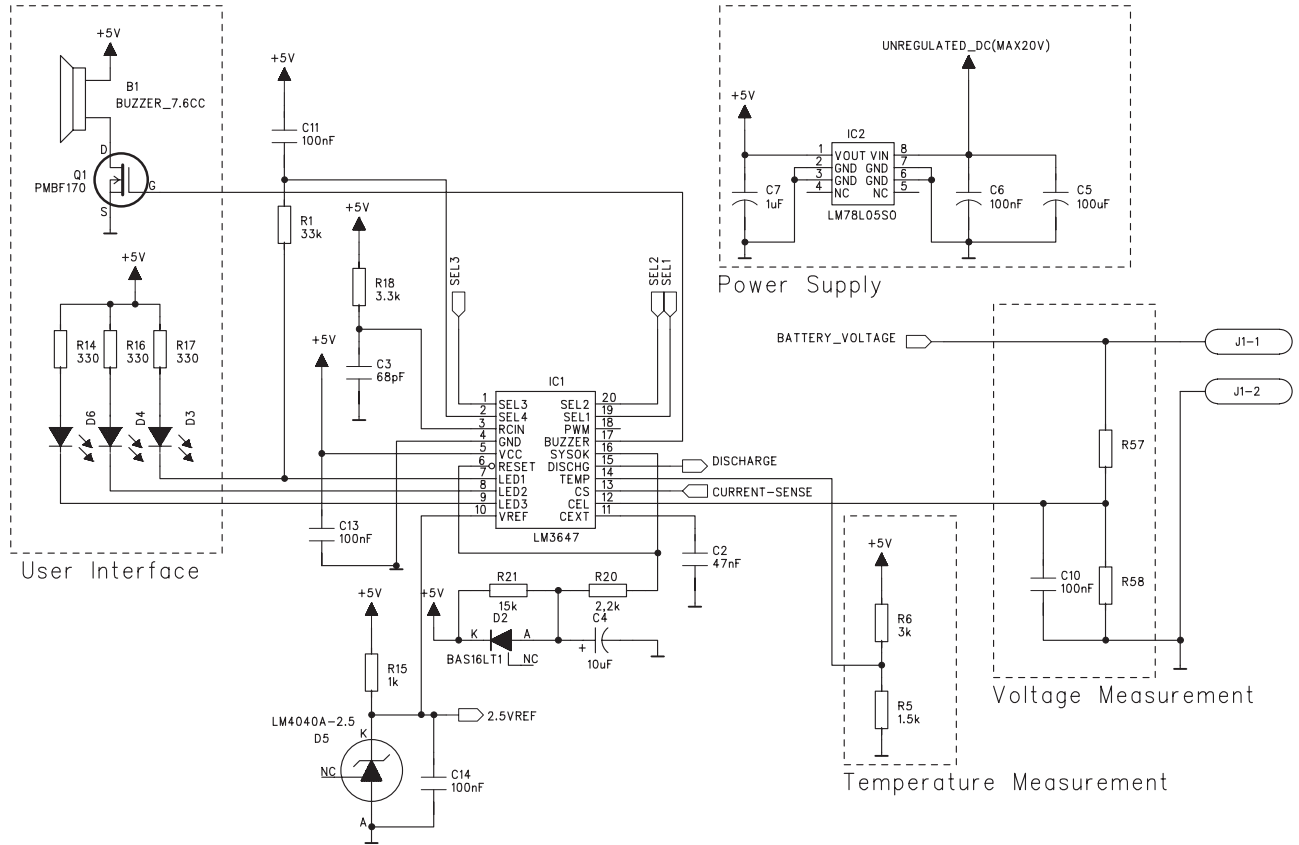 +5V
B1
BUZZER_7.6CC
D
Q1
PMBF170
G
S
+5V
R14
330
R16
330
R17
330
D6
D4
D3
User Interface
+5V
C11
100nF
R1
33k
+5V
R18
3.3k
C3
68pF
+5V
C13
100nF
SEL3
SEL2
SEL1
IC1
1 SEL3 SEL2 20
2 SEL4 SEL1 19
3 RCIN PWM 18
4 GND BUZZER 17
5 VCC SYSOK 16
6 RESET DISCHG 15
7 LED1 TEMP 14
8 LED2 CS 13
9 LED3 CEL 12
10 VREF CEXT 11
LM3647
DISCHARGE
CURRENT-SENSE
C2
47nF
R21
15k
R20
2,2k
+5V
D2
K A
NC
BAS16LT1
C4
+
10uF
+5V
R15
1k
2.5VREF
LM4040A-2.5
D5
K
NC
A
C14
100nF
UNREGULATED_DC(MAX20V)
+5V
IC2
1 VOUT VIN 8
2 GND GND 7
3 GND GND 6
4 NC NC 5
LM78L05SO
C7
1uF
C6
100nF
C5
100uF
Power Supply
BATTERY_VOLTAGE
J1-1
J1-2
R57
R58
C10
100nF
Voltage Measurement
+5V
R6
3k
R5
1.5k
Temperature Measurement